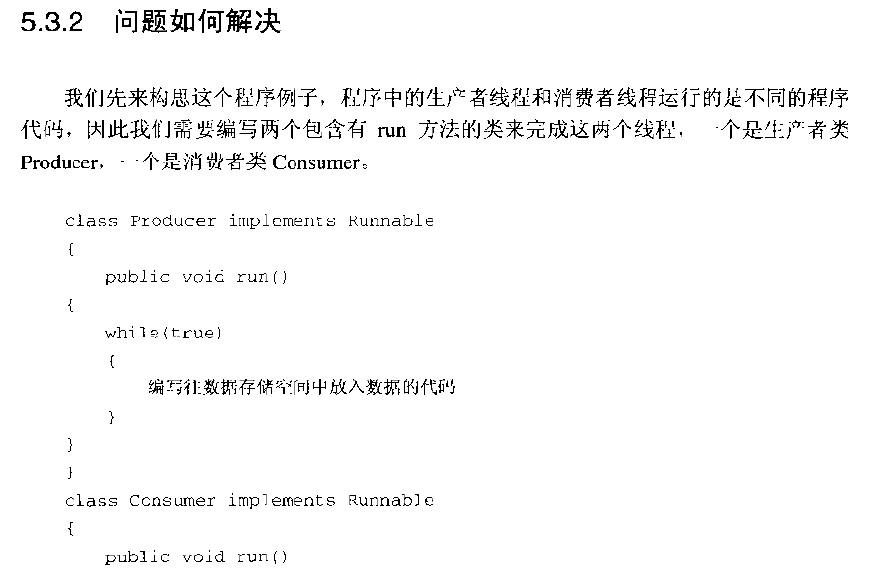 5.3.2 问题如何解决
我们先来构思这个程序例子，程序中的生产者线程和消费者线程运行的是不同的程序
代码，因此我们需要编写两个包含有 run 方法的类来完成这两个线程，一个是生产者类
Producer，一个是消费者类 Consumer。
class Producer implements Runnable
{
public void run()
{
while(true)
{
编写往数据存储空间中放入数据的代码
}
}
}
class Consumer implements Runnable
{
public void run()